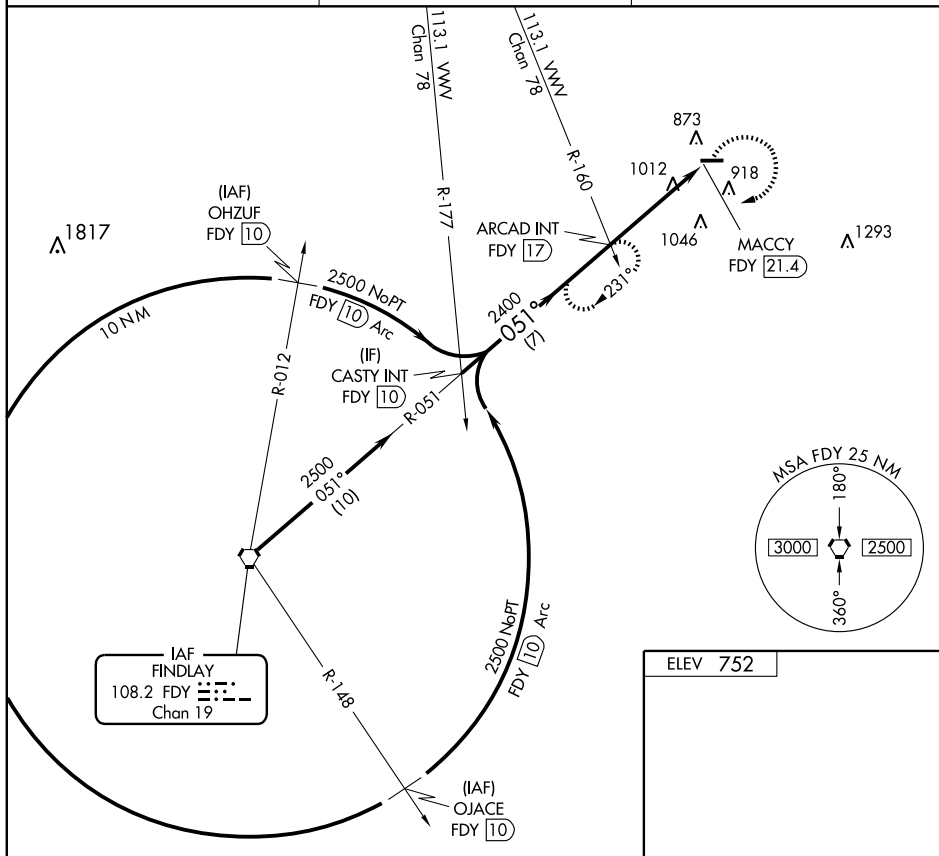 113.1 VWV
Chan 78
113.1 VWV
Chan 78
873
1012
918
R-160
R-177
(IAF)
OHZUF
FDY 10
ARCAD INT
FDY 17
1046
MACCY
FDY 21.4
1293
1817
231°
2500 NoPT
FDY 10 Arc
10 NM
2400
051°
(7)
(IF)
CASTY INT
FDY 10
R-012
R-051
2500
051°
(10)
MSA FDY 25 NM
180°
3000
2500
360°
2500 NoPT
FDY 10 Arc
IAF
FINDLAY
108.2 FDY
Chan 19
R-148
ELEV 752
(IAF)
OJACE
FDY 10